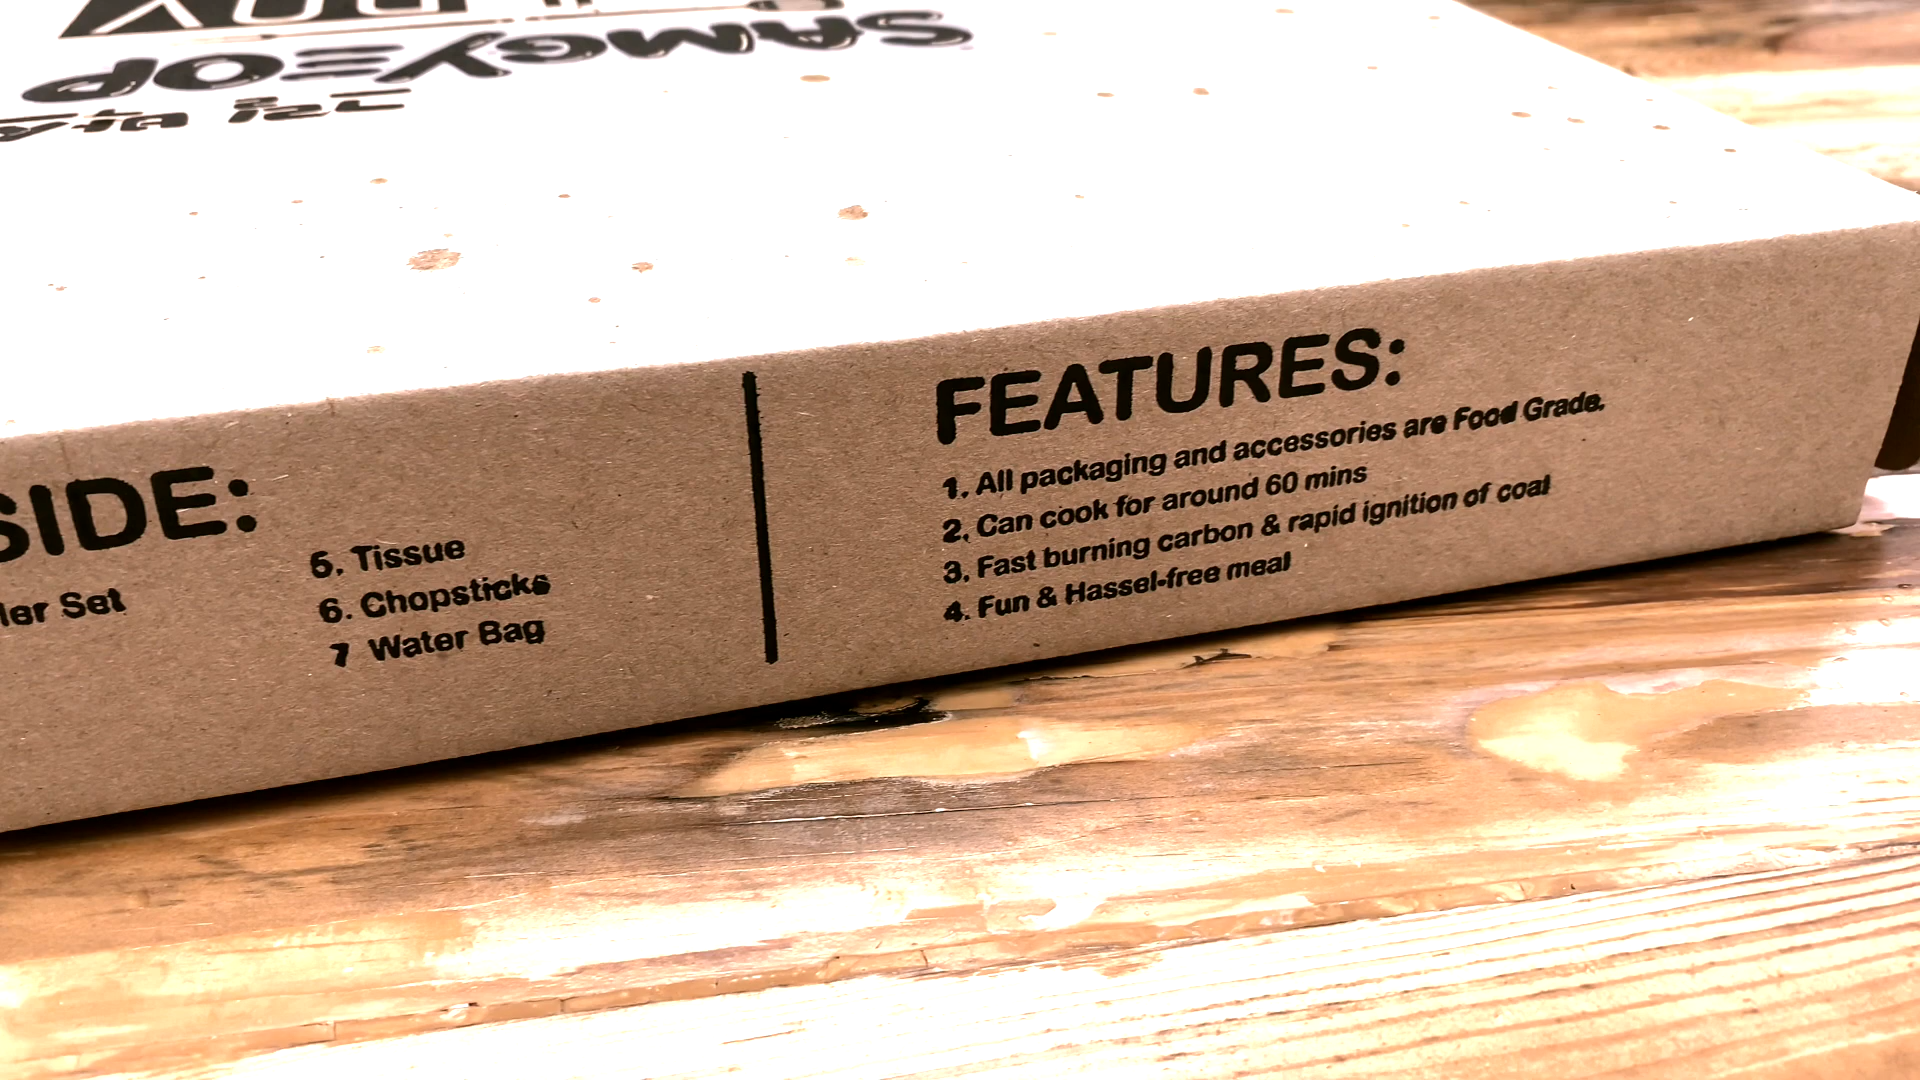 SAMGYEOP
SIDE:
ler Set
5. Tissue
6. Chopsticks
7 Water Bag
FEATURES:
1. All packaging and accessories are Food Grade.
2. Can cook for around 60 mins
3. Fast burning carbon & rapid ignition of coal
4. Fun & Hassel-free meal